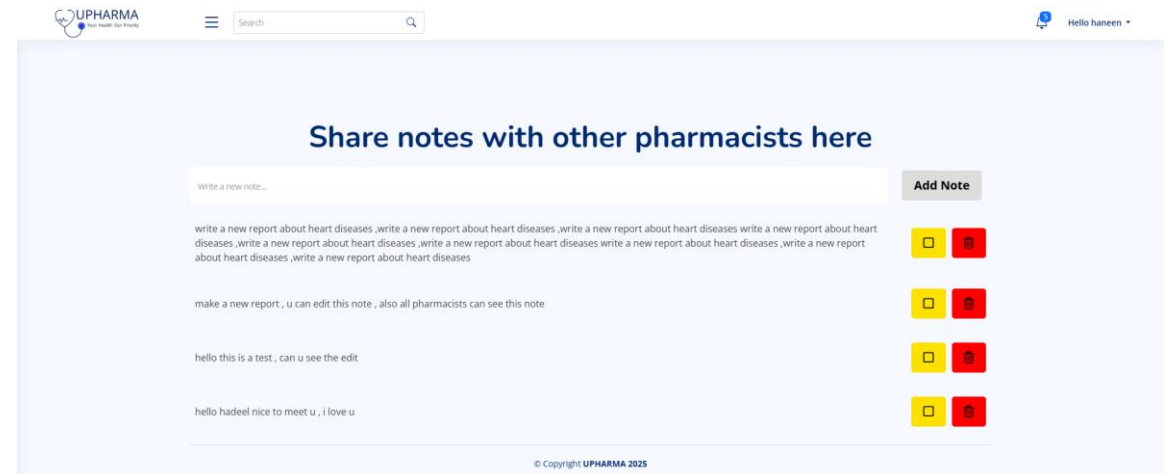 UPHARMA
Your Health Our Priority
Search
5
Hello haneen
Share notes with other pharmacists here
Write a new note...
Add Note
write a new report about heart diseases ,write a new report about heart diseases ,write a new report about heart diseases write a new report about heart
diseases ,write a new report about heart diseases ,write a new report about heart diseases write a new report about heart diseases ,write a new report
about heart diseases ,write a new report about heart diseases
make a new report , u can edit this note , also all pharmacists can see this note
hello this is a test , can u see the edit
hello hadeel nice to meet u , i love u
© Copyright UPHARMA 2025